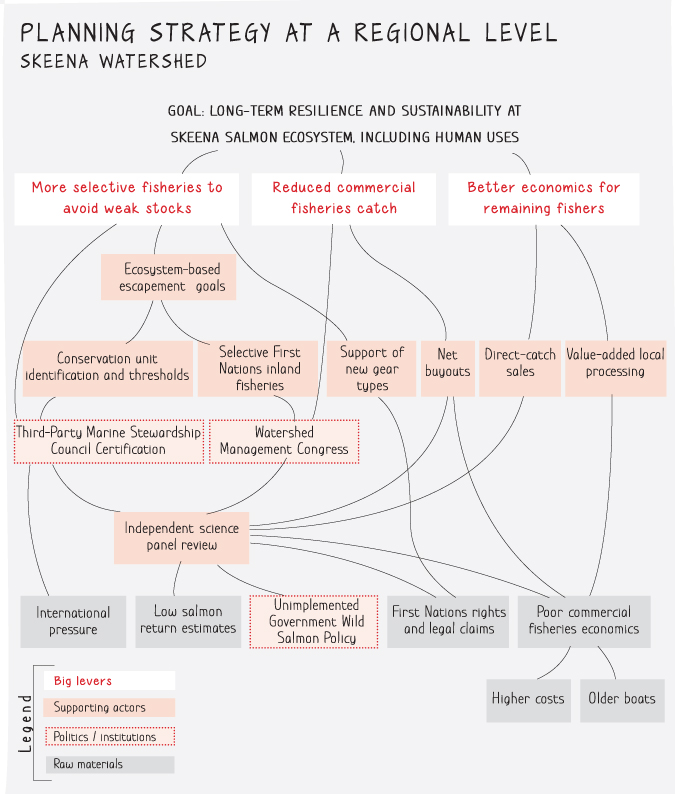 PLANNING STRATEGY AT A REGIONAL LEVEL
SKEENA WATERSHED
GOAL: LONG-TERM RESILIENCE AND SUSTAINABILITY AT
SKEENA SALMON ECOSYSTEM, INCLUDING HUMAN USES
More selective fisheries to
avoid weak stocks
Reduced commercial
fisheries catch
Better economics for
remaining fishers
Ecosystem-based
escapement goals
Conservation unit
identification and thresholds
Selective First
Nations inland
fisheries
Support of
new gear
types
Net
buyouts
Direct-catch
sales
Value-added local
processing
Third-Party Marine Stewardship
Council Certification
Watershed
Management Congress
Independent science
panel review
International
pressure
Low salmon
return estimates
Unimplemented
Government Wild
Salmon Policy
First Nations rights
and legal claims
Poor commercial
fisheries economics
Higher costs
Older boats
Legend
Big levers
Supporting actors
Politics / institutions
Raw materials